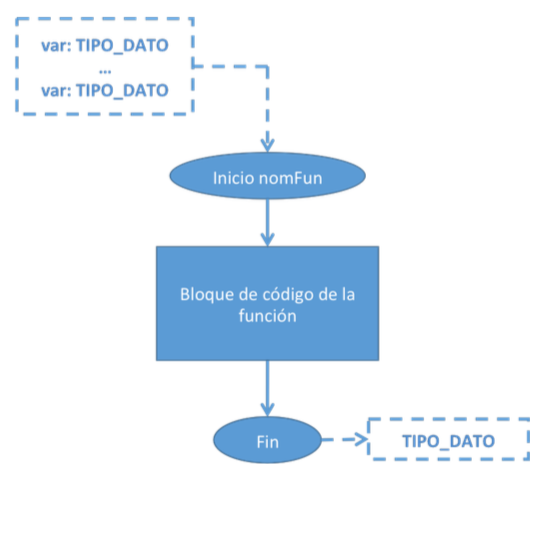 var: TIPO_DATO
...
var: TIPO_DATO
Inicio nomFun
Bloque de código de la
función
Fin
TIPO_DATO